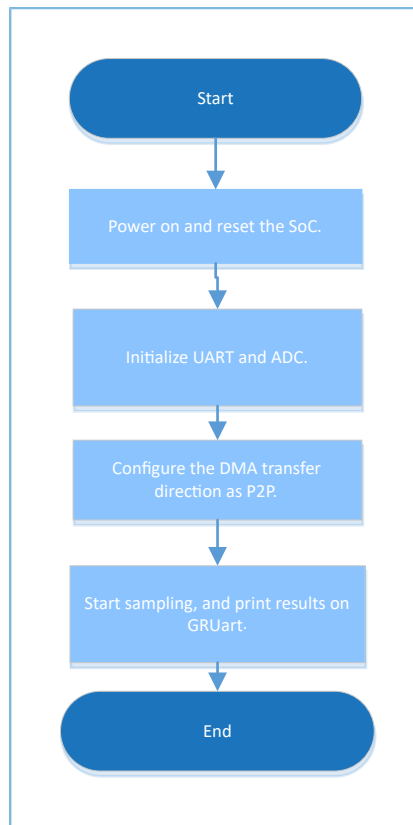 Start
Power on and reset the SoC.
Initialize UART and ADC.
Configure the DMA transfer
direction as P2P.
Start sampling, and print results on
GRUart.
End